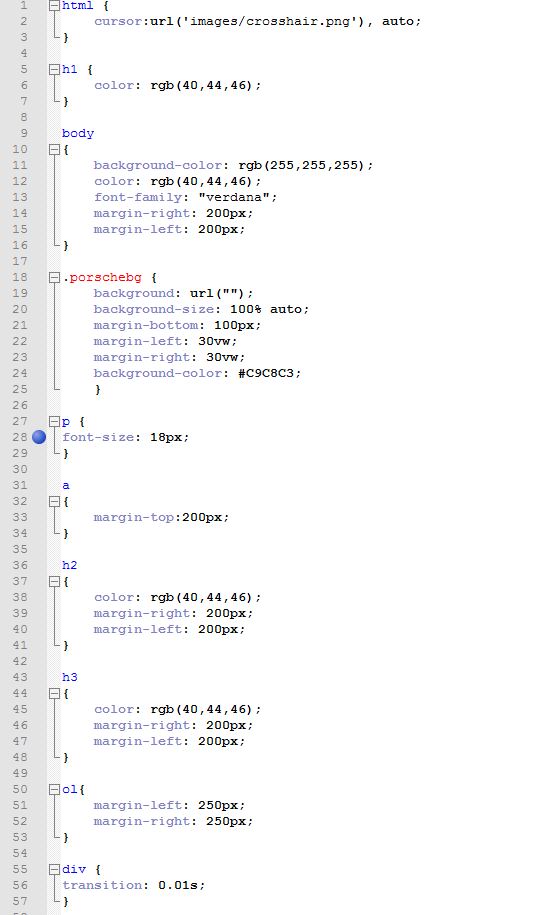 1 html {
2     cursor:url('images/crosshair.png'), auto;
3 }
4
5 h1 {
6     color: rgb(40,44,46);
7 }
8
9 body
10 {
11     background-color: rgb(255,255,255);
12     color: rgb(40,44,46);
13     font-family: "verdana";
14     margin-right: 200px;
15     margin-left: 200px;
16 }
17
18 .porschebg {
19     background: url("");
20     background-size: 100% auto;
21     margin-bottom: 100px;
22     margin-left: 30vw;
23     margin-right: 30vw;
24     background-color: #C9C8C3;
25     }
26
27 p {
28 font-size: 18px;
29 }
30
31 a
32 {
33     margin-top:200px;
34 }
35
36 h2
37 {
38     color: rgb(40,44,46);
39     margin-right: 200px;
40     margin-left: 200px;
41 }
42
43 h3
44 {
45     color: rgb(40,44,46);
46     margin-right: 200px;
47     margin-left: 200px;
48 }
49
50 ol{
51     margin-left: 250px;
52     margin-right: 250px;
53 }
54
55 div {
56 transition: 0.01s;
57 }